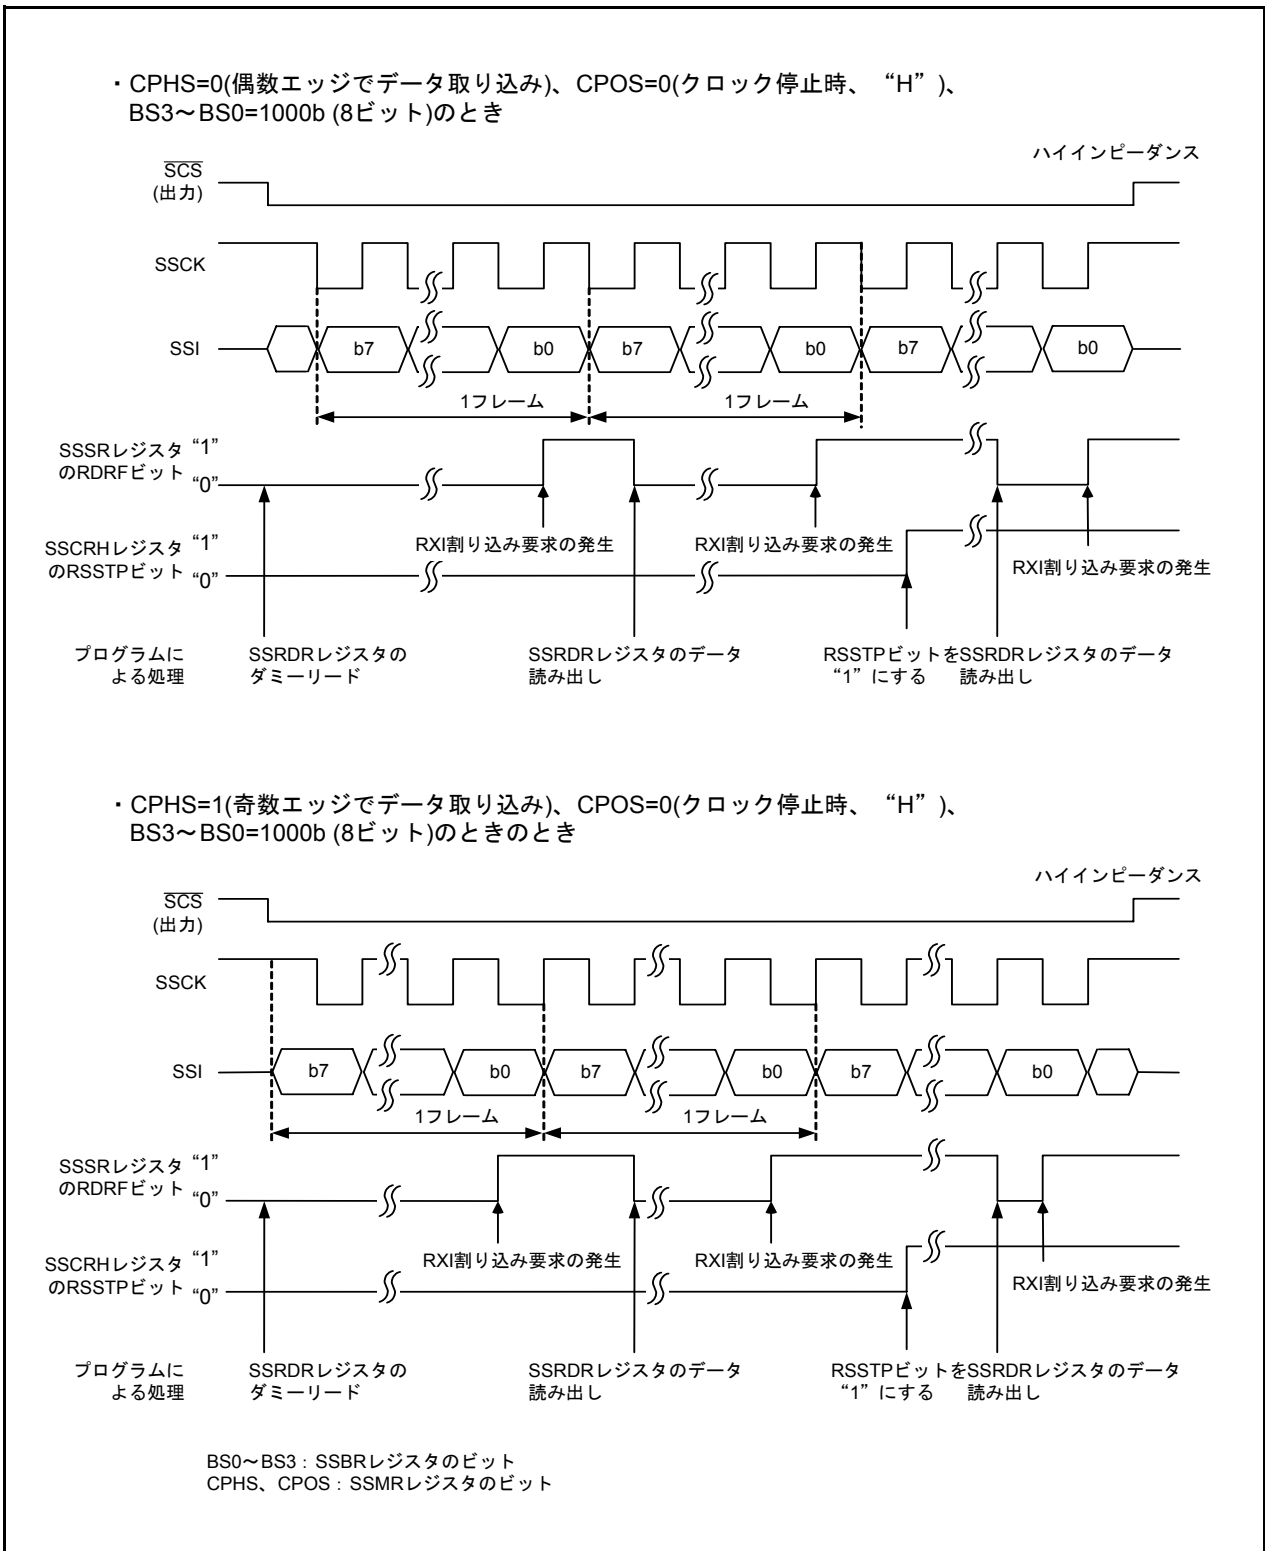 ・CPHS=0(偶数エッジでデータ取り込み)、CPOS=0(クロック停止時、“H”)、
BS3～BS0=1000b (8ビット)のとき
ハイインピーダンス
SCS
(出力)
SSCK
SSI
b7
b0
b7
b0
b7
b0
1フレーム
1フレーム
SSSRレジスタ “1”
のRDRFビット “0”
RXI割り込み要求の発生
RXI割り込み要求の発生
RXI割り込み要求の発生
SSCRHレジスタ “1”
のRSSTPビット “0”
プログラムに
よる処理
SSRDRレジスタの
ダミーリード
SSRDRレジスタのデータ
読み出し
RSSTPビットを
“1”にする
SSRDRレジスタのデータ
読み出し
・CPHS=1(奇数エッジでデータ取り込み)、CPOS=0(クロック停止時、“H”)、
BS3～BS0=1000b (8ビット)のときのとき
ハイインピーダンス
SCS
(出力)
SSCK
SSI
b7
b0
b7
b0
b7
b0
1フレーム
1フレーム
SSSRレジスタ “1”
のRDRFビット “0”
RXI割り込み要求の発生
RXI割り込み要求の発生
RXI割り込み要求の発生
SSCRHレジスタ “1”
のRSSTPビット “0”
プログラムに
よる処理
SSRDRレジスタの
ダミーリード
SSRDRレジスタのデータ
読み出し
RSSTPビットを
“1”にする
SSRDRレジスタのデータ
読み出し
BS0～BS3：SSBRレジスタのビット
CPHS、CPOS：SSMRレジスタのビット